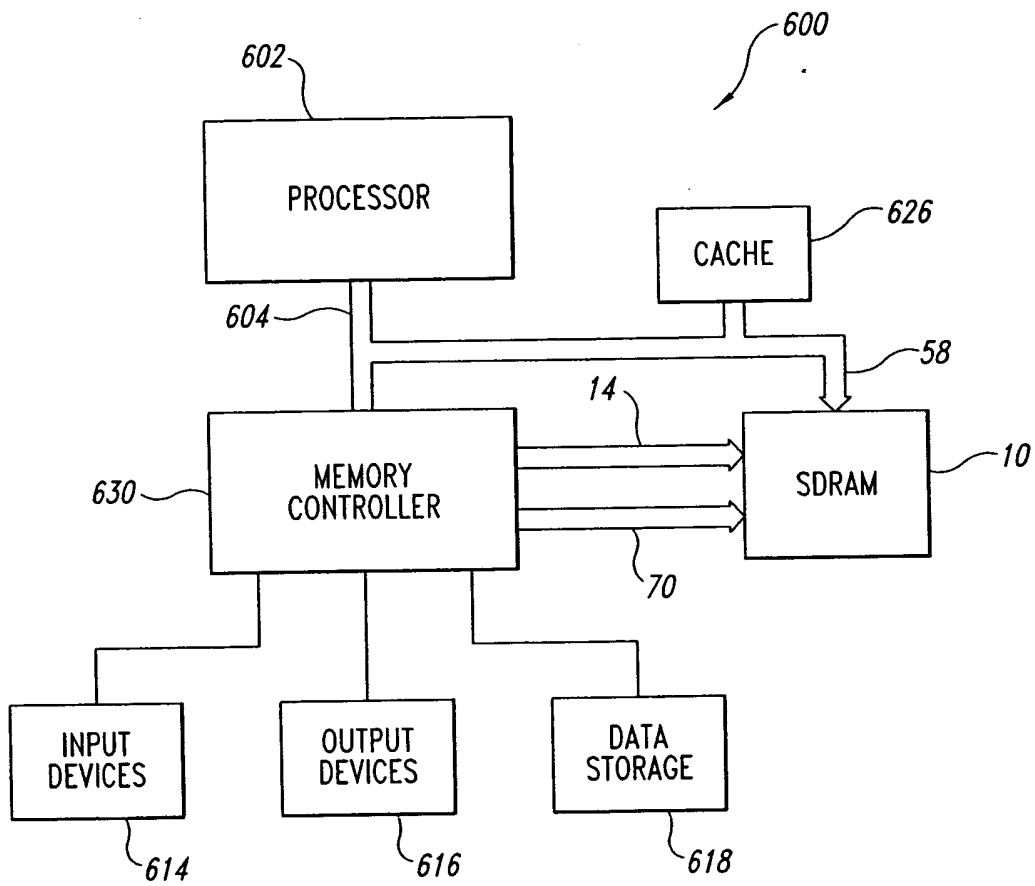 600
602
PROCESSOR
626
CACHE
604
58
14
MEMORY
CONTROLLER
630
SDRAM
10
70
INPUT
DEVICES
OUTPUT
DEVICES
DATA
STORAGE
614
616
618